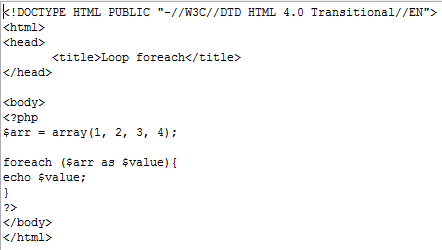 <!DOCTYPE HTML PUBLIC "-//W3C//DTD HTML 4.0 Transitional//EN">
<html>
<head>
	<title>Loop foreach</title>
</head>

<body>
<?php
$arr = array(1, 2, 3, 4);

foreach ($arr as $value){
echo $value;
}
?>
</body>
</html>